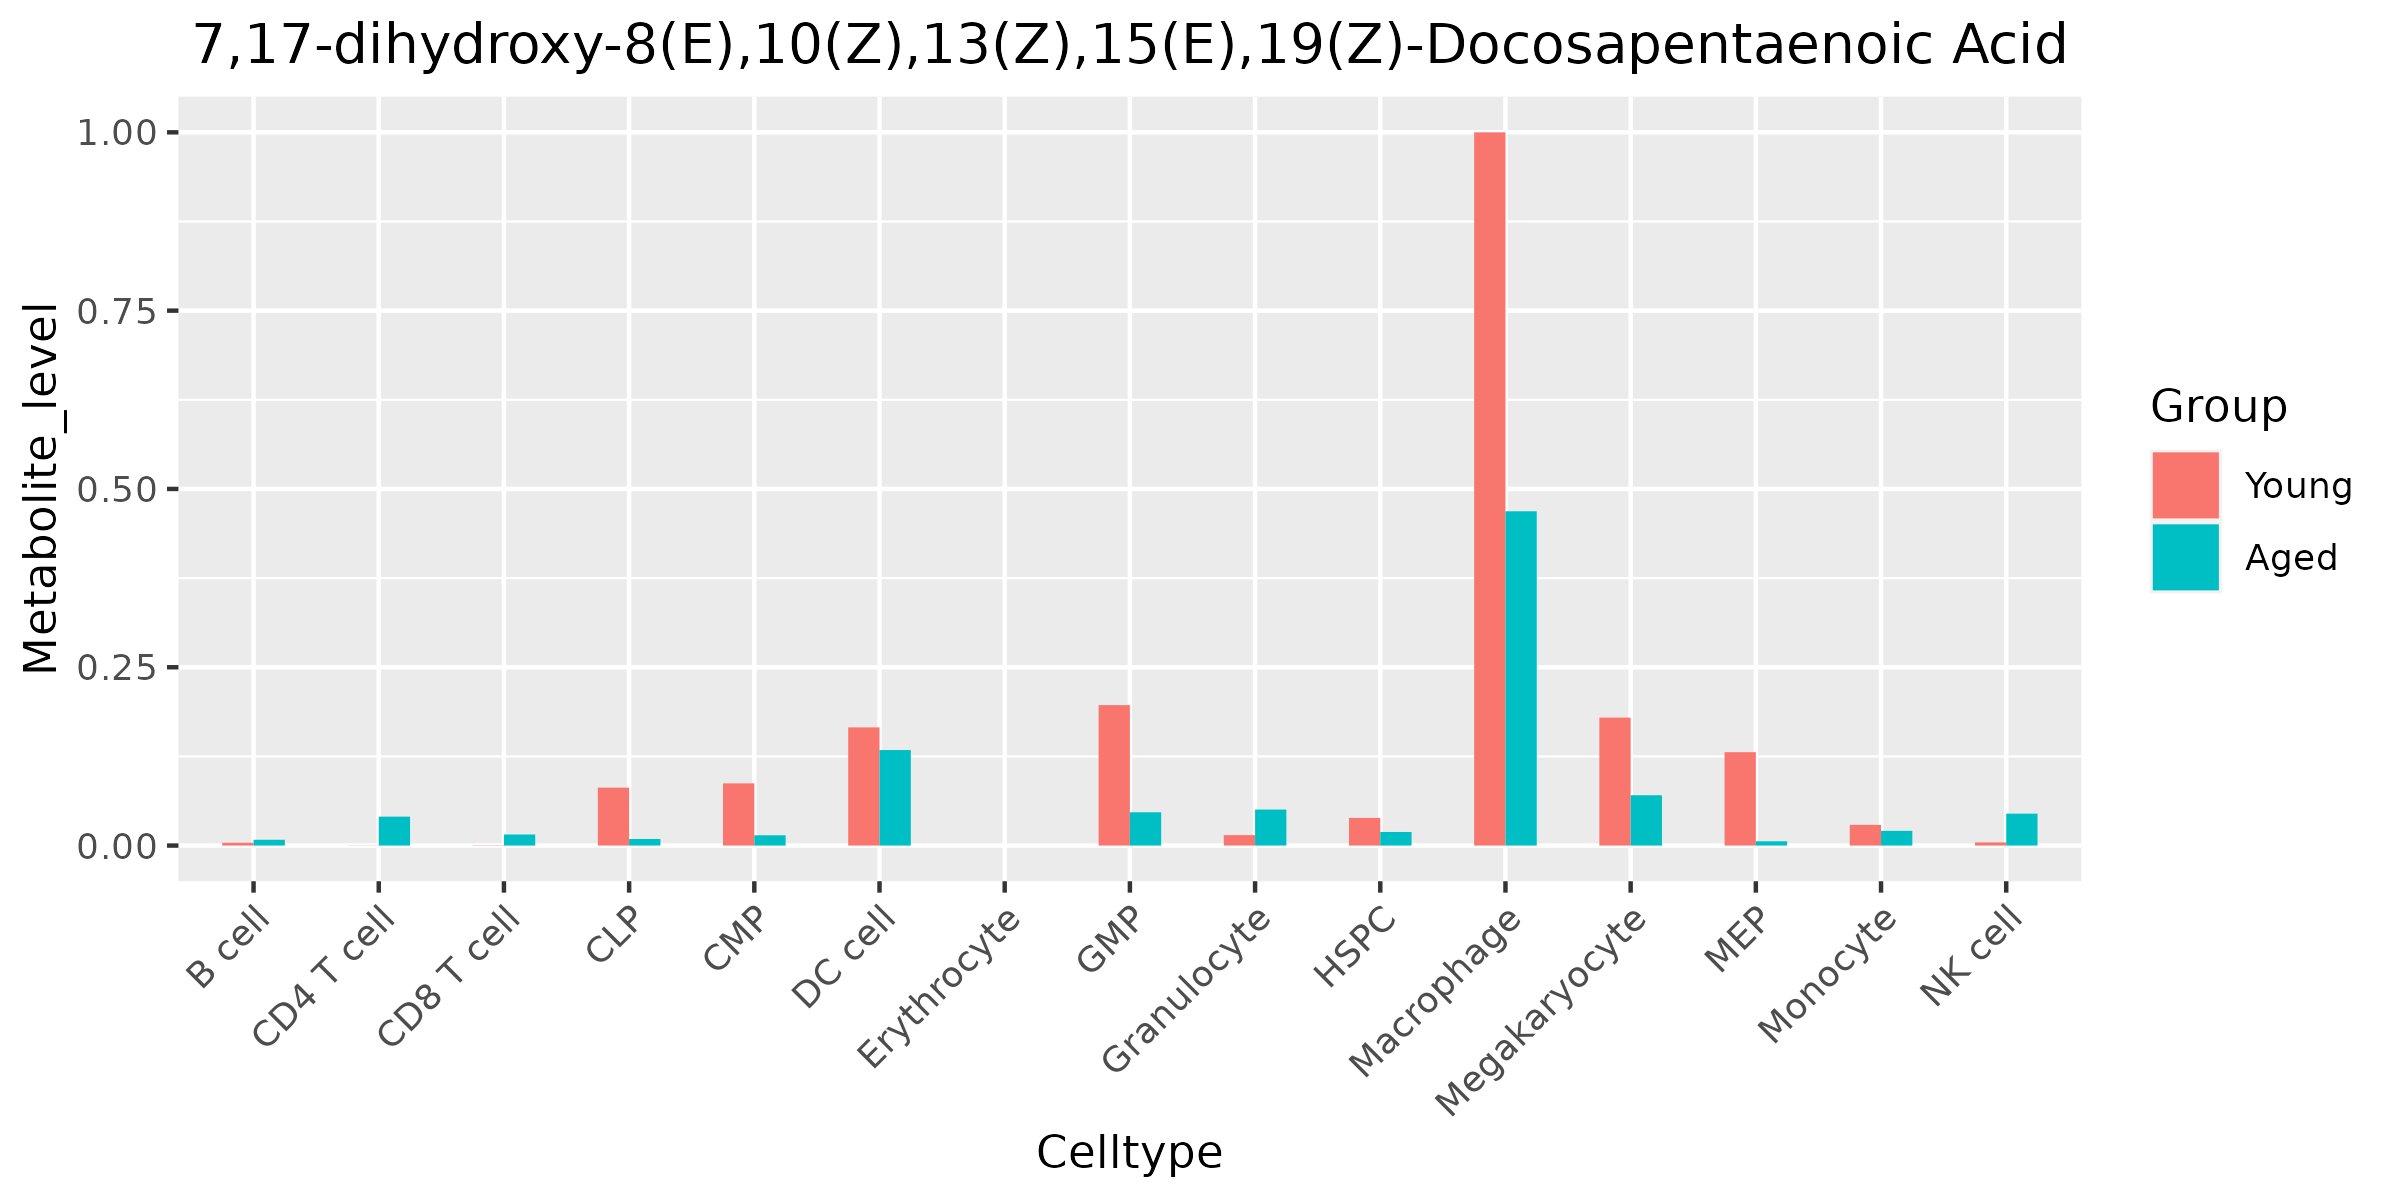 7,17-dihydroxy-8(E),10(Z),13(Z),15(E),19(Z)-Docosapentaenoic Acid
Metabolite_level
1.00
0.75
0.50
0.25
0.00
B cell
CD4 T cell
CD8 T cell
CLP
CMP
DC cell
Erythrocyte
GMP
Granulocyte
HSPC
Macrophage
Megakaryocyte
MEP
Monocyte
NK cell
Celltype
Group
Young
Aged